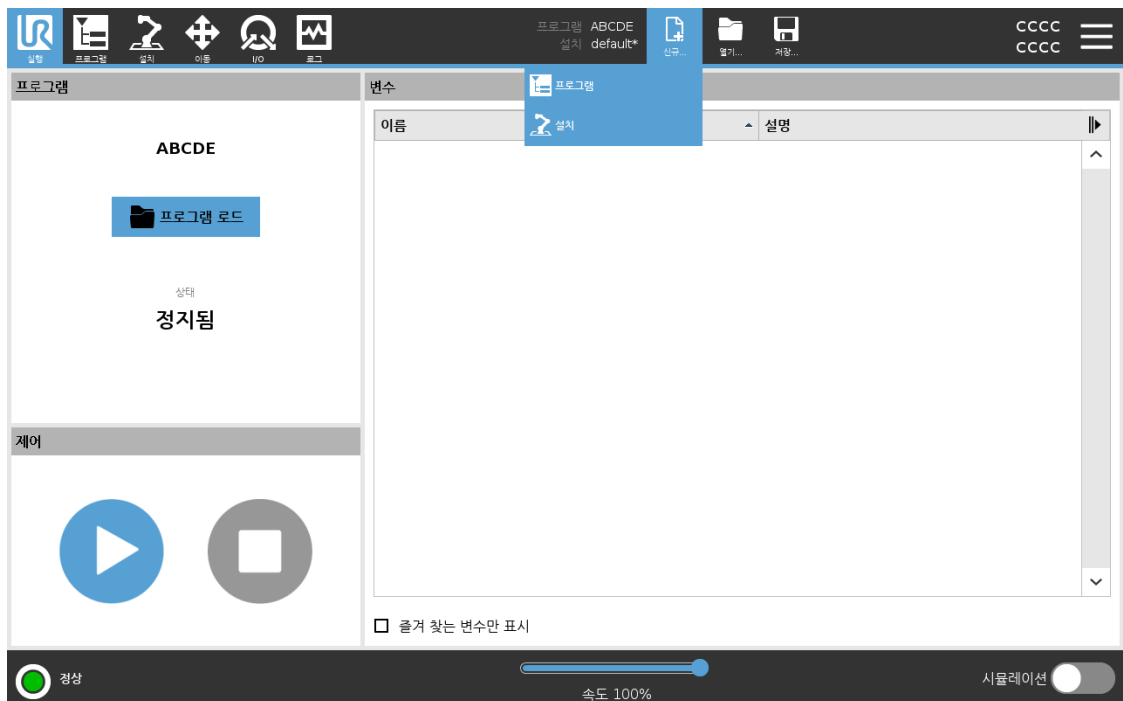 UR
실행 프로그램 설치 이동 I/O 로그
프로그램 ABCDE
설치 default*
신규... 열기... 저장...
CCCC
CCCC
프로그램
설치
프로그램
ABCDE
프로그램 로드
상태
정지됨
제어
변수
이름 설명
즐겨 찾는 변수만 표시
정상
속도 100%
시뮬레이션